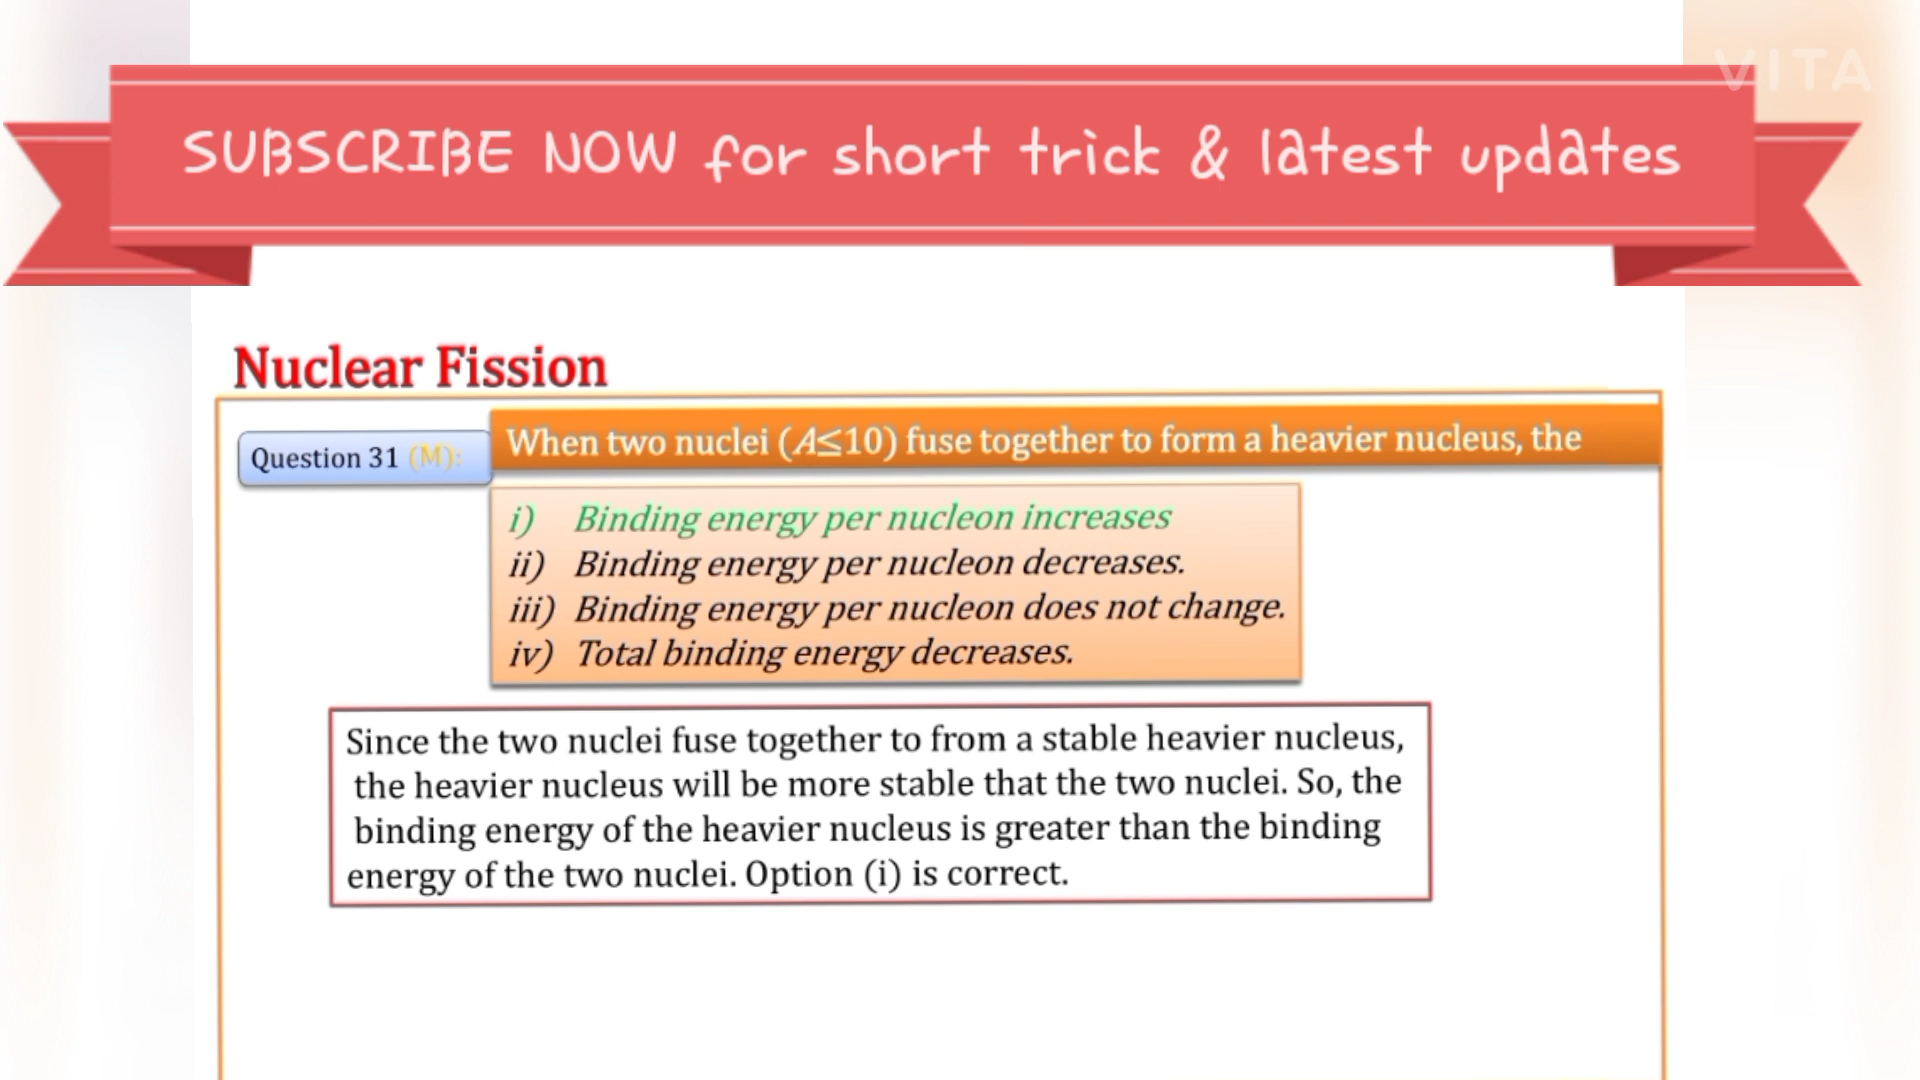 VITA
SUBSCRIBE NOW for short trick & latest updates
Nuclear Fission
Question 31 (M):
When two nuclei (A≤10) fuse together to form a heavier nucleus, the
i) Binding energy per nucleon increases
ii) Binding energy per nucleon decreases.
iii) Binding energy per nucleon does not change.
iv) Total binding energy decreases.
Since the two nuclei fuse together to from a stable heavier nucleus,
the heavier nucleus will be more stable that the two nuclei. So, the
binding energy of the heavier nucleus is greater than the binding
energy of the two nuclei. Option (i) is correct.